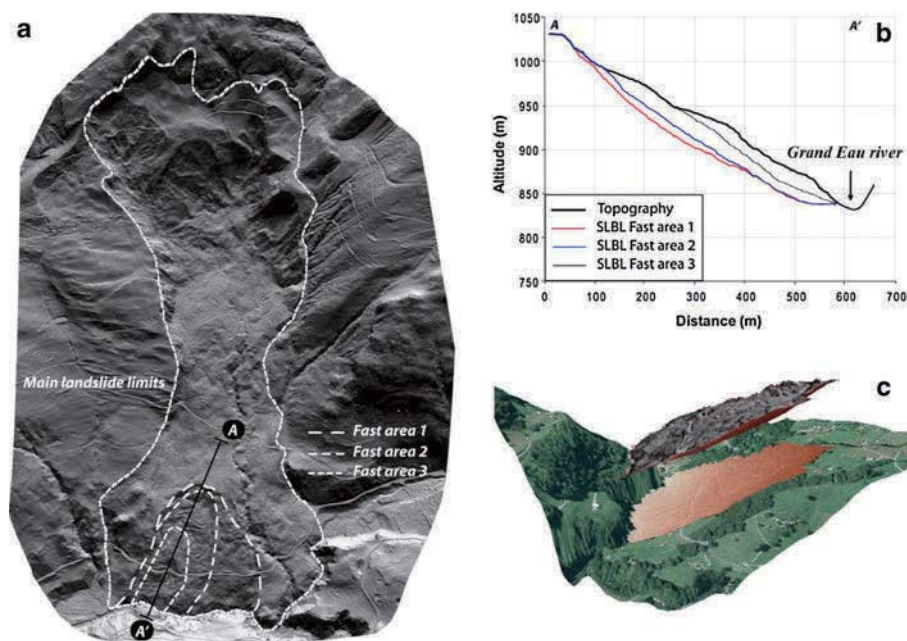 a
Main landslide limits
A
Fast area 1
Fast area 2
Fast area 3
A'
b
A
A'
1050
1000
950
900
850
800
750
Altitude (m)
Grand Eau river
Topography
SLBL Fast area 1
SLBL Fast area 2
SLBL Fast area 3
0 100 200 300 400 500 600 700
Distance (m)
c